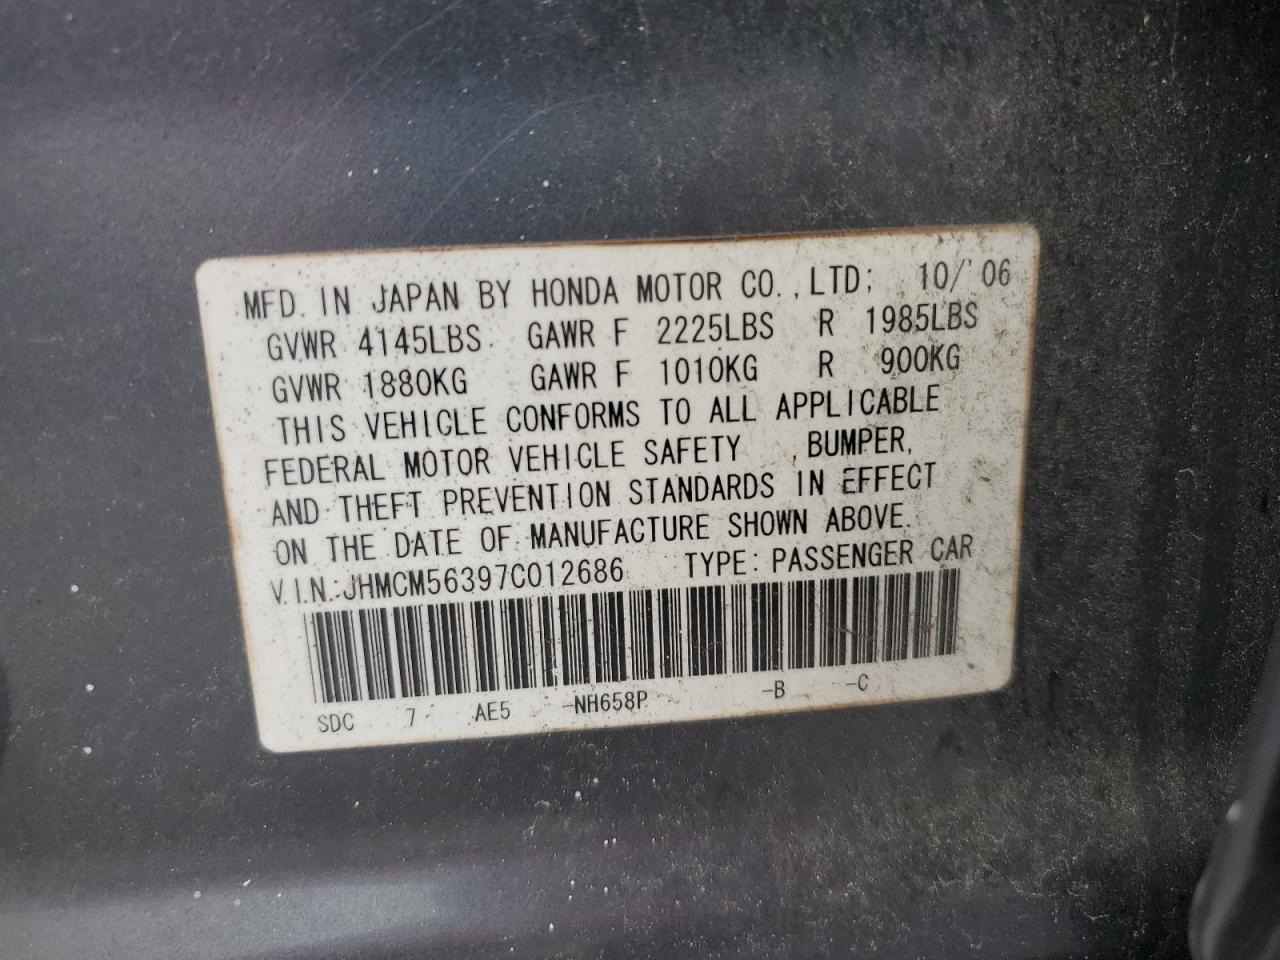 MFD. IN JAPAN BY HONDA MOTOR CO., LTD; 10/'06
GVWR 4145LBS. GAWR F 2225LBS R 1985LBS
GVWR 1880KG GAWR F 1010KG R 900KG
THIS VEHICLE CONFORMS TO ALL APPLICABLE
FEDERAL MOTOR VEHICLE SAFETY , BUMPER,
AND THEFT PREVENTION STANDARDS IN EFFECT
ON THE DATE OF MANUFACTURE SHOWN ABOVE.
V.I.N.:JHMCM56397C012686 TYPE: PASSENGER CAR
SDC 7 AE5 -NH658P -B -C